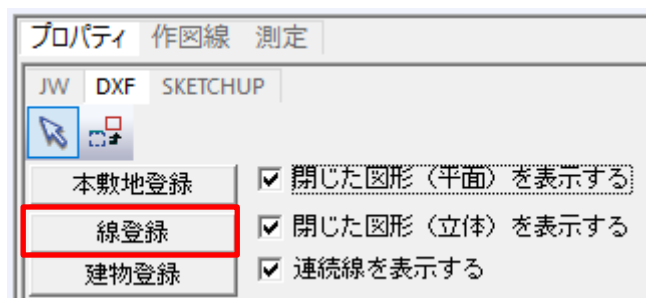 プロパティ 作図線 測定
JW DXF SKETCHUP
本敷地登録 閉じた図形（平面）を表示する
線登録 閉じた図形（立体）を表示する
建物登録 連続線を表示する